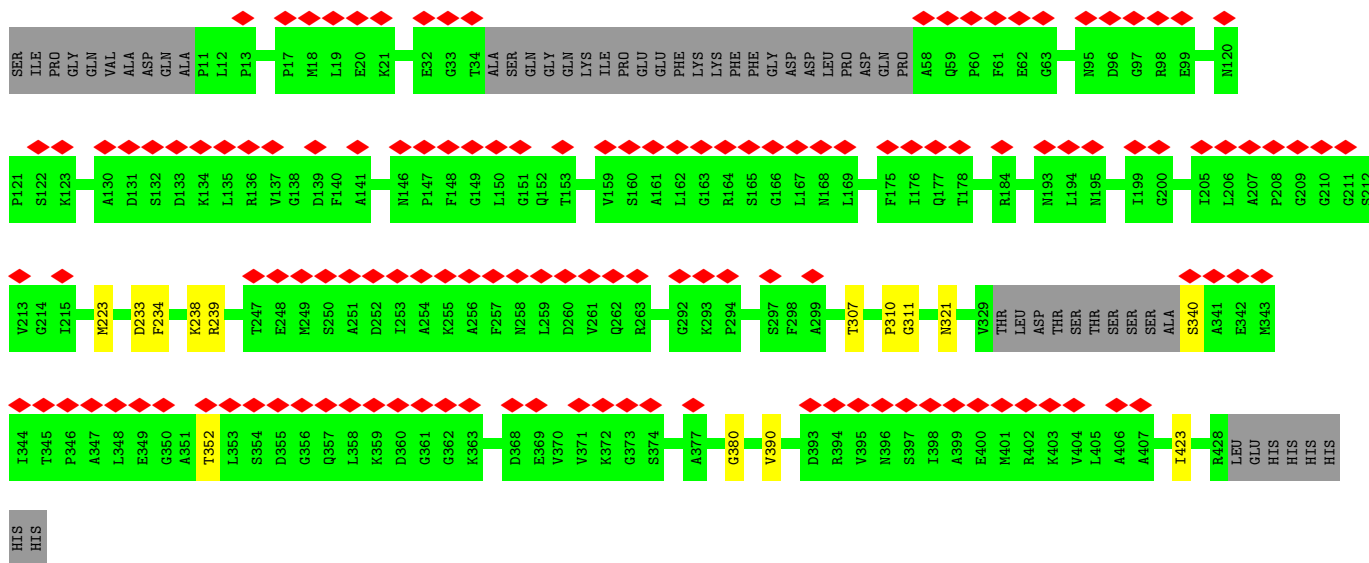 SER ILE PRO GLY GLN VAL ALA ASP GLN ALA P11 L12 P13 P17 M18 L19 E20 K21 E32 G33 T34 ALA SER GLN GLY GLN LYS ILE PRO GLU GLU PHE LYS LYS PHE PHE GLY ASP ASP LEU PRO ASP GLN PRO A58 Q59 P60 F61 E62 G63 N95 D96 G97 R98 E99 N120
P121 S122 K123 A130 D131 S132 D133 K134 L135 R136 V137 G138 D139 F140 A141 N146 P147 F148 G149 L150 G151 Q152 T153 V159 S160 A161 L162 G163 R164 S165 G166 L167 N168 L169 F175 I176 Q177 T178 R184 N193 L194 N195 I199 G200 I205 L206 A207 P208 G209 G210 G211 S212
V213 G214 I215 M223 D233 F234 K238 R239 T247 E248 M249 S250 A251 D252 I253 A254 K255 A256 F257 N258 L259 D260 V261 Q262 R263 G292 K293 P294 S297 F298 A299 T307 P310 G311 N321 V329 THR LEU ASP THR SER THR SER SER SER ALA S340 A341 E342 M343
I344 T345 P346 A347 L348 E349 G350 A351 T352 L353 S354 D355 G356 Q357 L358 K359 D360 G361 G362 K363 D368 E369 V370 V371 K372 G373 S374 A377 G380 V390 D393 R394 V395 N396 S397 I398 A399 E400 M401 R402 K403 V404 L405 A406 A407 I423 R428 LEU GLU HIS HIS HIS HIS
HIS HIS